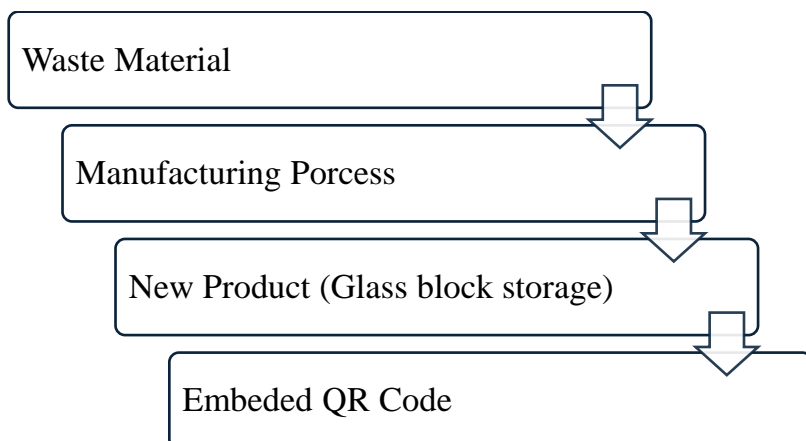 Waste Material
Manufacturing Porcess
New Product (Glass block storage)
Embeded QR Code